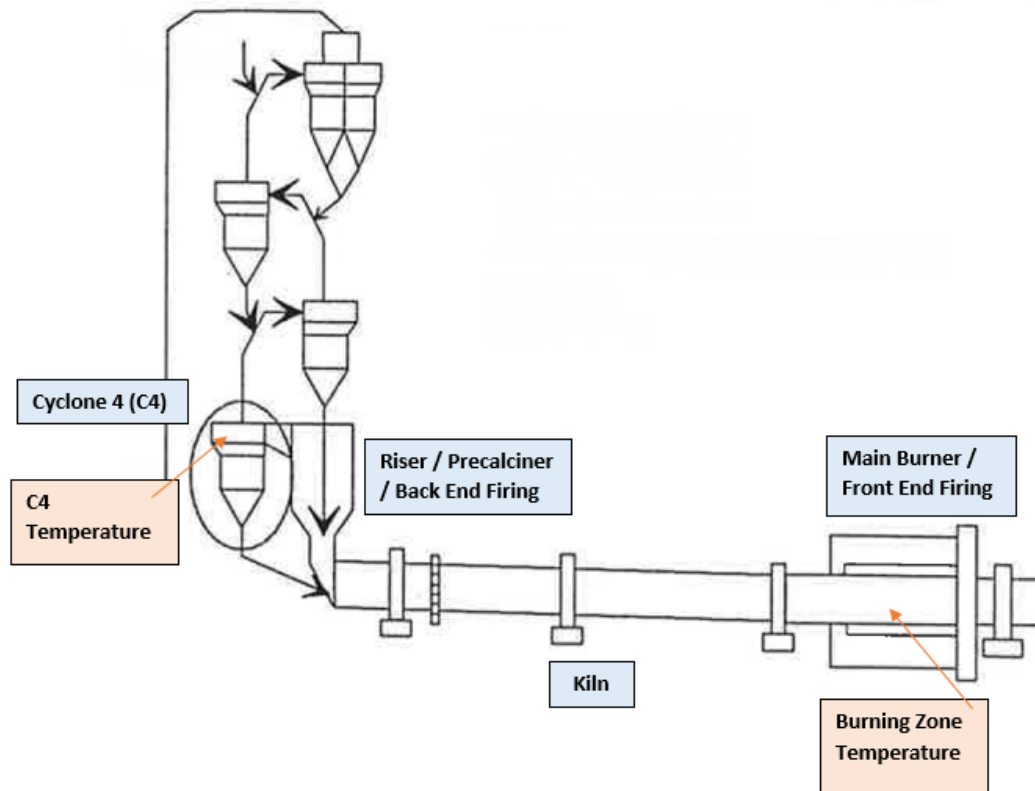 Cyclone 4 (C4)
C4
Temperature
Riser / Precalciner
/ Back End Firing
Main Burner /
Front End Firing
Kiln
Burning Zone
Temperature